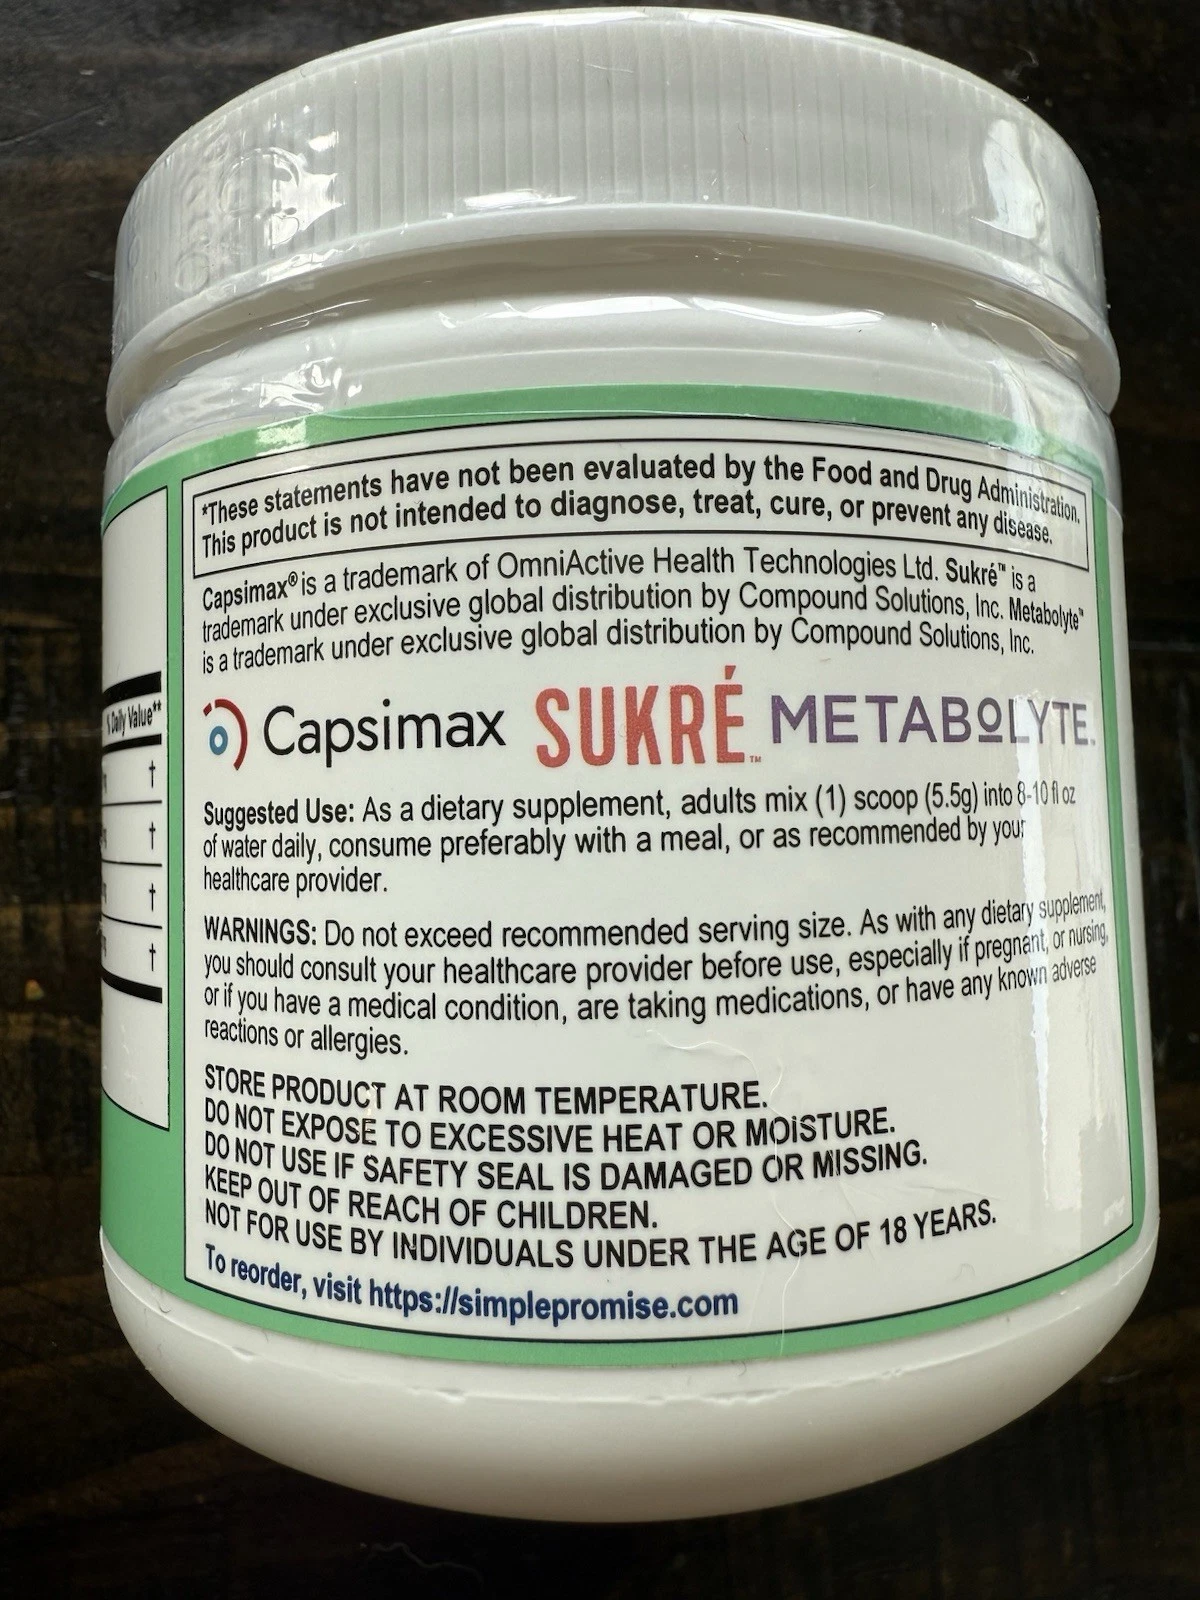 *These statements have not been evaluated by the Food and Drug Administration.
This product is not intended to diagnose, treat, cure, or prevent any disease.
Capsimax® is a trademark of OmniActive Health Technologies Ltd. Sukré™ is a
trademark under exclusive global distribution by Compound Solutions, Inc. Metabolyte™
is a trademark under exclusive global distribution by Compound Solutions, Inc.
Capsimax SUKRÉ™ METABOLYTE™
% Daily Value**
†
†
†
†
Suggested Use: As a dietary supplement, adults mix (1) scoop (5.5g) into 8-10 fl oz
of water daily, consume preferably with a meal, or as recommended by your
healthcare provider.
WARNINGS: Do not exceed recommended serving size. As with any dietary supplement,
you should consult your healthcare provider before use, especially if pregnant, or nursing,
or if you have a medical condition, are taking medications, or have any known adverse
reactions or allergies.
STORE PRODUCT AT ROOM TEMPERATURE.
DO NOT EXPOSE TO EXCESSIVE HEAT OR MOISTURE.
DO NOT USE IF SAFETY SEAL IS DAMAGED OR MISSING.
KEEP OUT OF REACH OF CHILDREN.
NOT FOR USE BY INDIVIDUALS UNDER THE AGE OF 18 YEARS.
To reorder, visit https://simplepromise.com